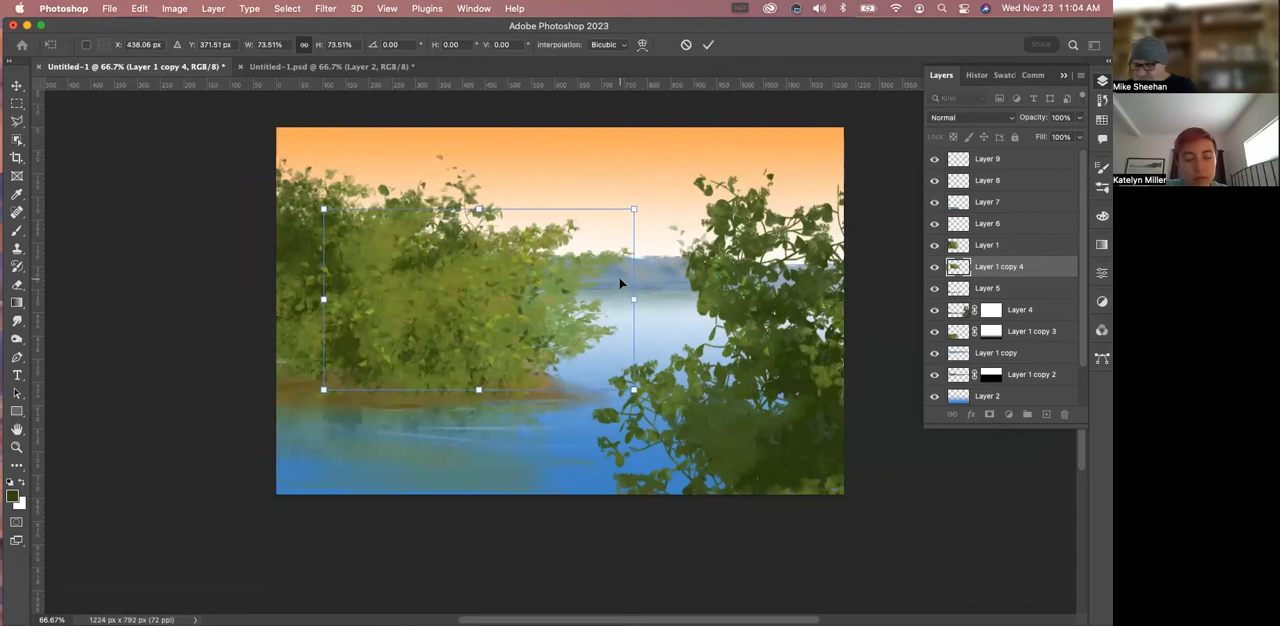 Photoshop File Edit Image Layer Type Select Filter 3D View Plugins Window Help Wed Nov 23 11:04 AM
Adobe Photoshop 2023
X: 438.06 px Y: 371.51 px W: 73.51% H: 73.51% 0.00 ° H: 0.00 ° V: 0.00 ° Interpolation: Bicubic Share
× Untitled-1 @ 66.7% (Layer 1 copy 4, RGB/8) * × Untitled-1.psd @ 66.7% (Layer 2, RGB/8) *
Layers Histor Swatc Comm
Kind
Normal Opacity: 100%
Lock: Fill: 100%
Layer 9
Layer 8
Layer 7
Layer 6
Layer 1
Layer 1 copy 4
Layer 5
Layer 4
Layer 1 copy 3
Layer 1 copy
Layer 1 copy 2
Layer 2
fx
Mike Sheehan
Katelyn Miller
66.67% 1224 px x 792 px (72 ppi)